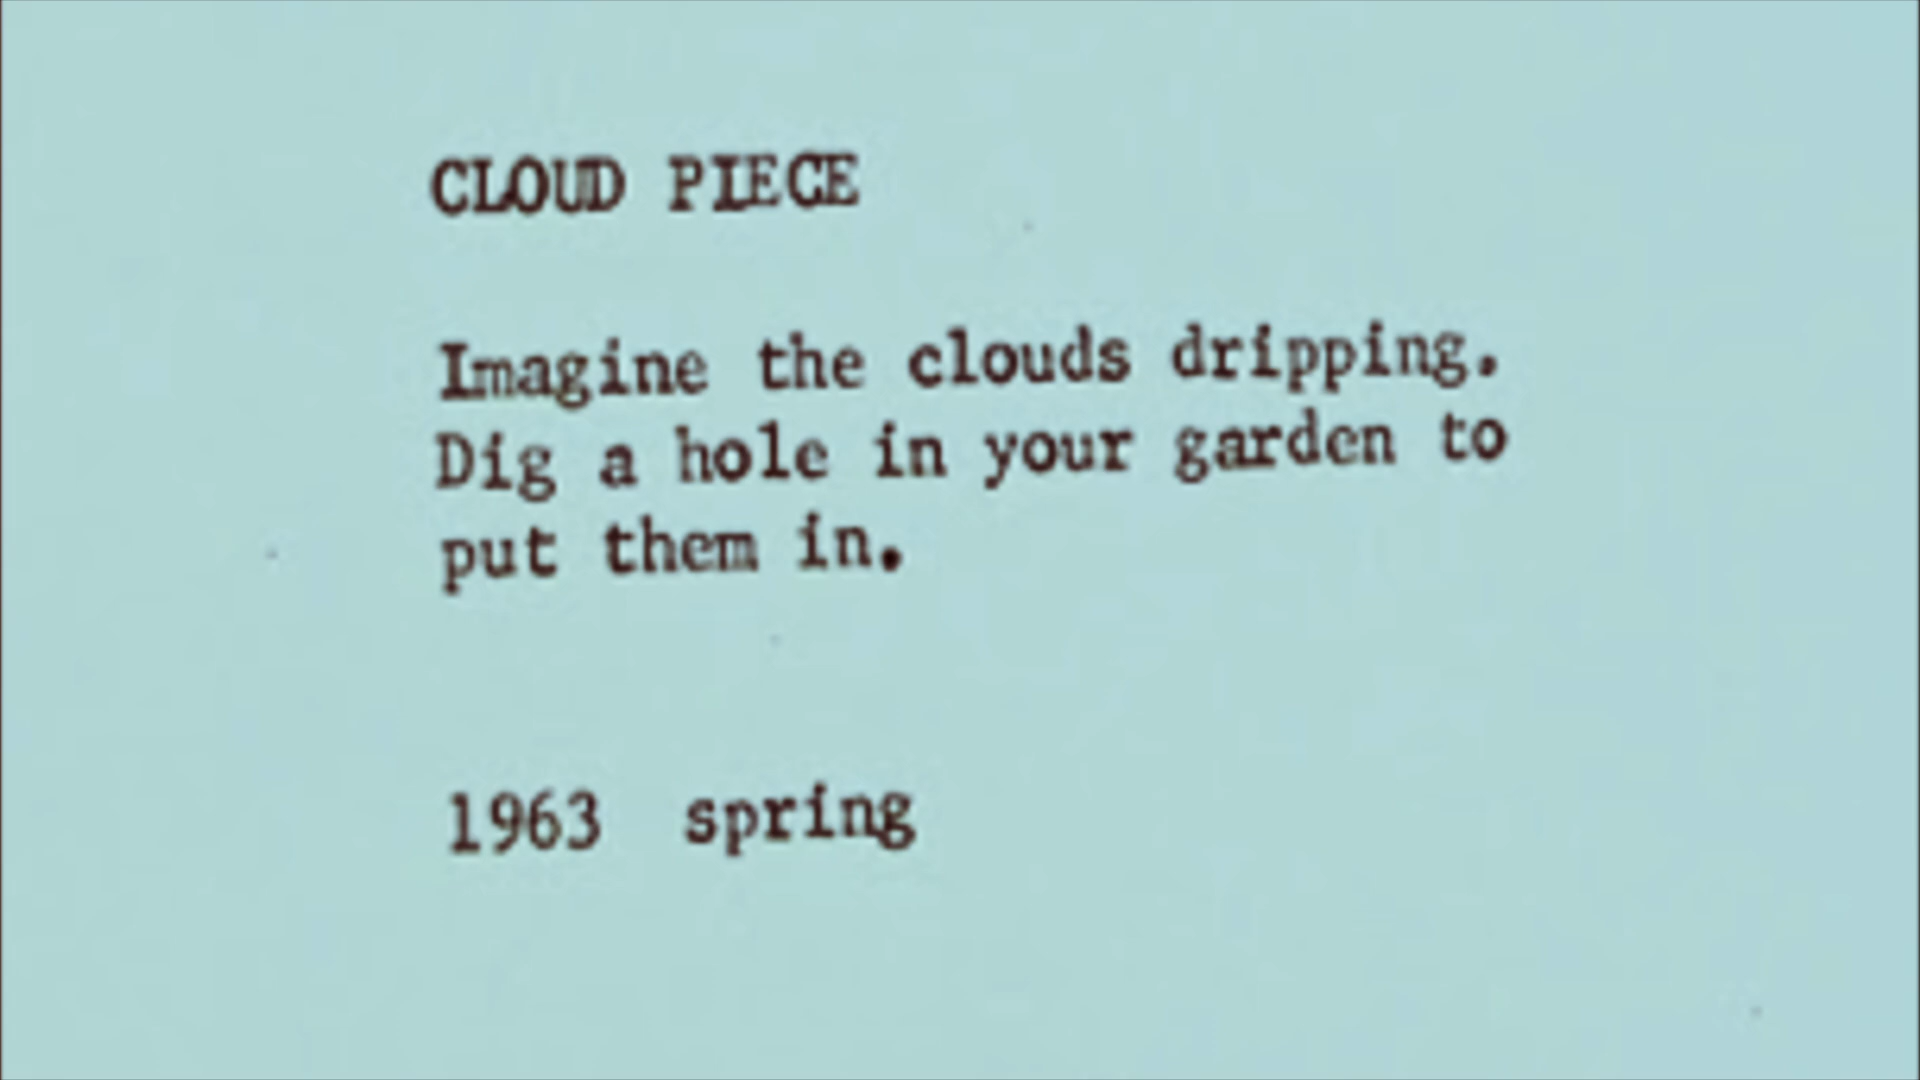 CLOUD PIECE
Imagine the clouds dripping.
Dig a hole in your garden to
put them in.
1963 spring